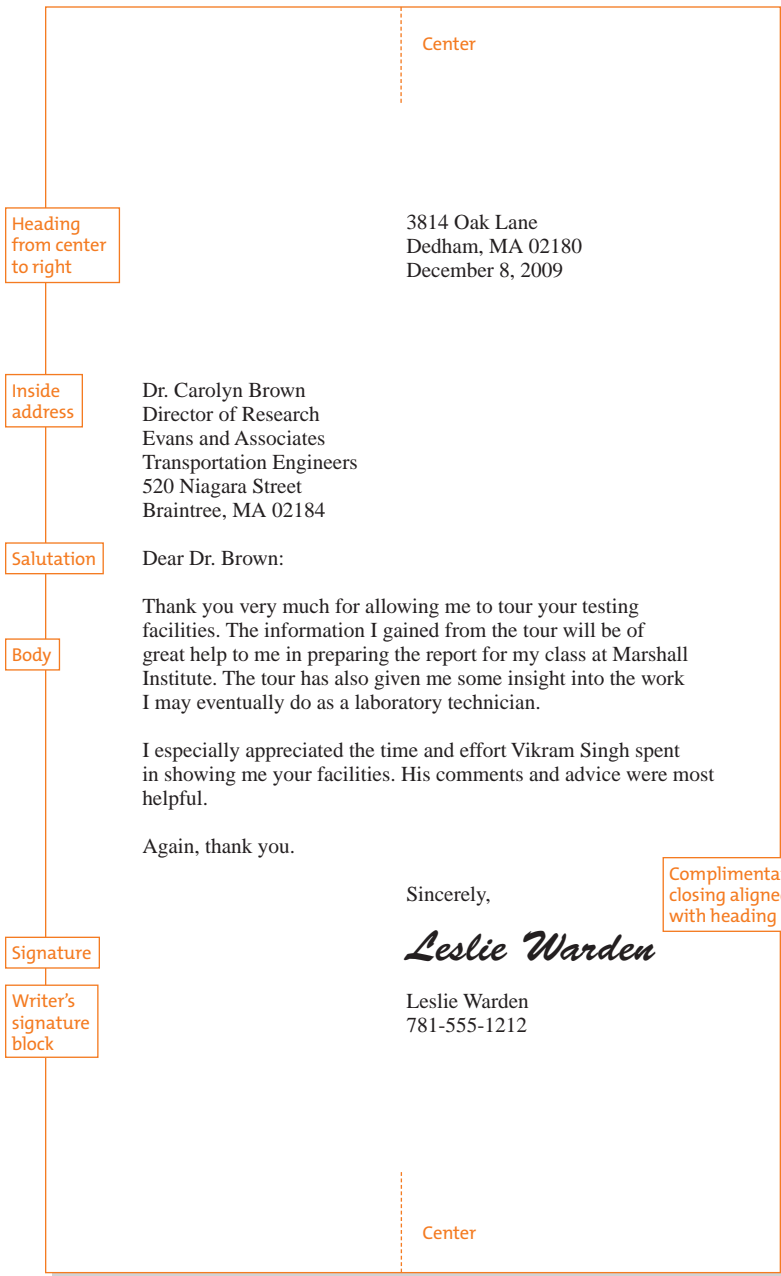 Center
Heading
from center
to right
3814 Oak Lane
Dedham, MA 02180
December 8, 2009
Inside
address
Dr. Carolyn Brown
Director of Research
Evans and Associates
Transportation Engineers
520 Niagara Street
Braintree, MA 02184
Salutation
Dear Dr. Brown:
Body
Thank you very much for allowing me to tour your testing
facilities. The information I gained from the tour will be of
great help to me in preparing the report for my class at Marshall
Institute. The tour has also given me some insight into the work
I may eventually do as a laboratory technician.
I especially appreciated the time and effort Vikram Singh spent
in showing me your facilities. His comments and advice were most
helpful.
Again, thank you.
Complimenta
closing aligne
with heading
Sincerely,
Signature
Leslie Warden
Writer's
signature
block
Leslie Warden
781-555-1212
Center